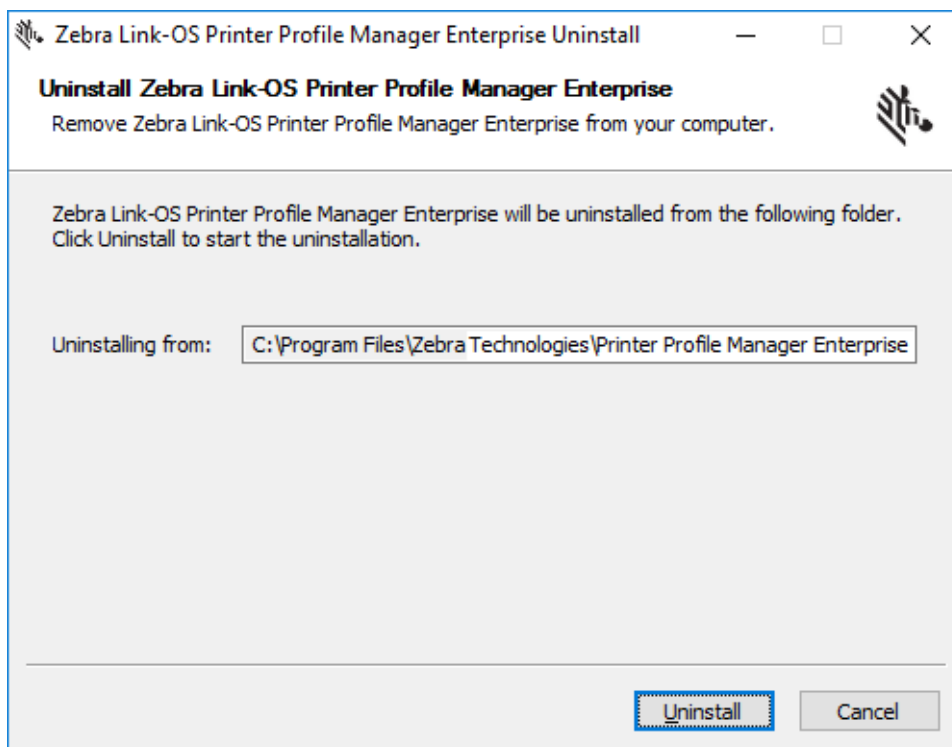 Zebra Link-OS Printer Profile Manager Enterprise Uninstall
Uninstall Zebra Link-OS Printer Profile Manager Enterprise
Remove Zebra Link-OS Printer Profile Manager Enterprise from your computer.
Zebra Link-OS Printer Profile Manager Enterprise will be uninstalled from the following folder.
Click Uninstall to start the uninstallation.
Uninstalling from: C:\Program Files\Zebra Technologies\Printer Profile Manager Enterprise
Uninstall Cancel